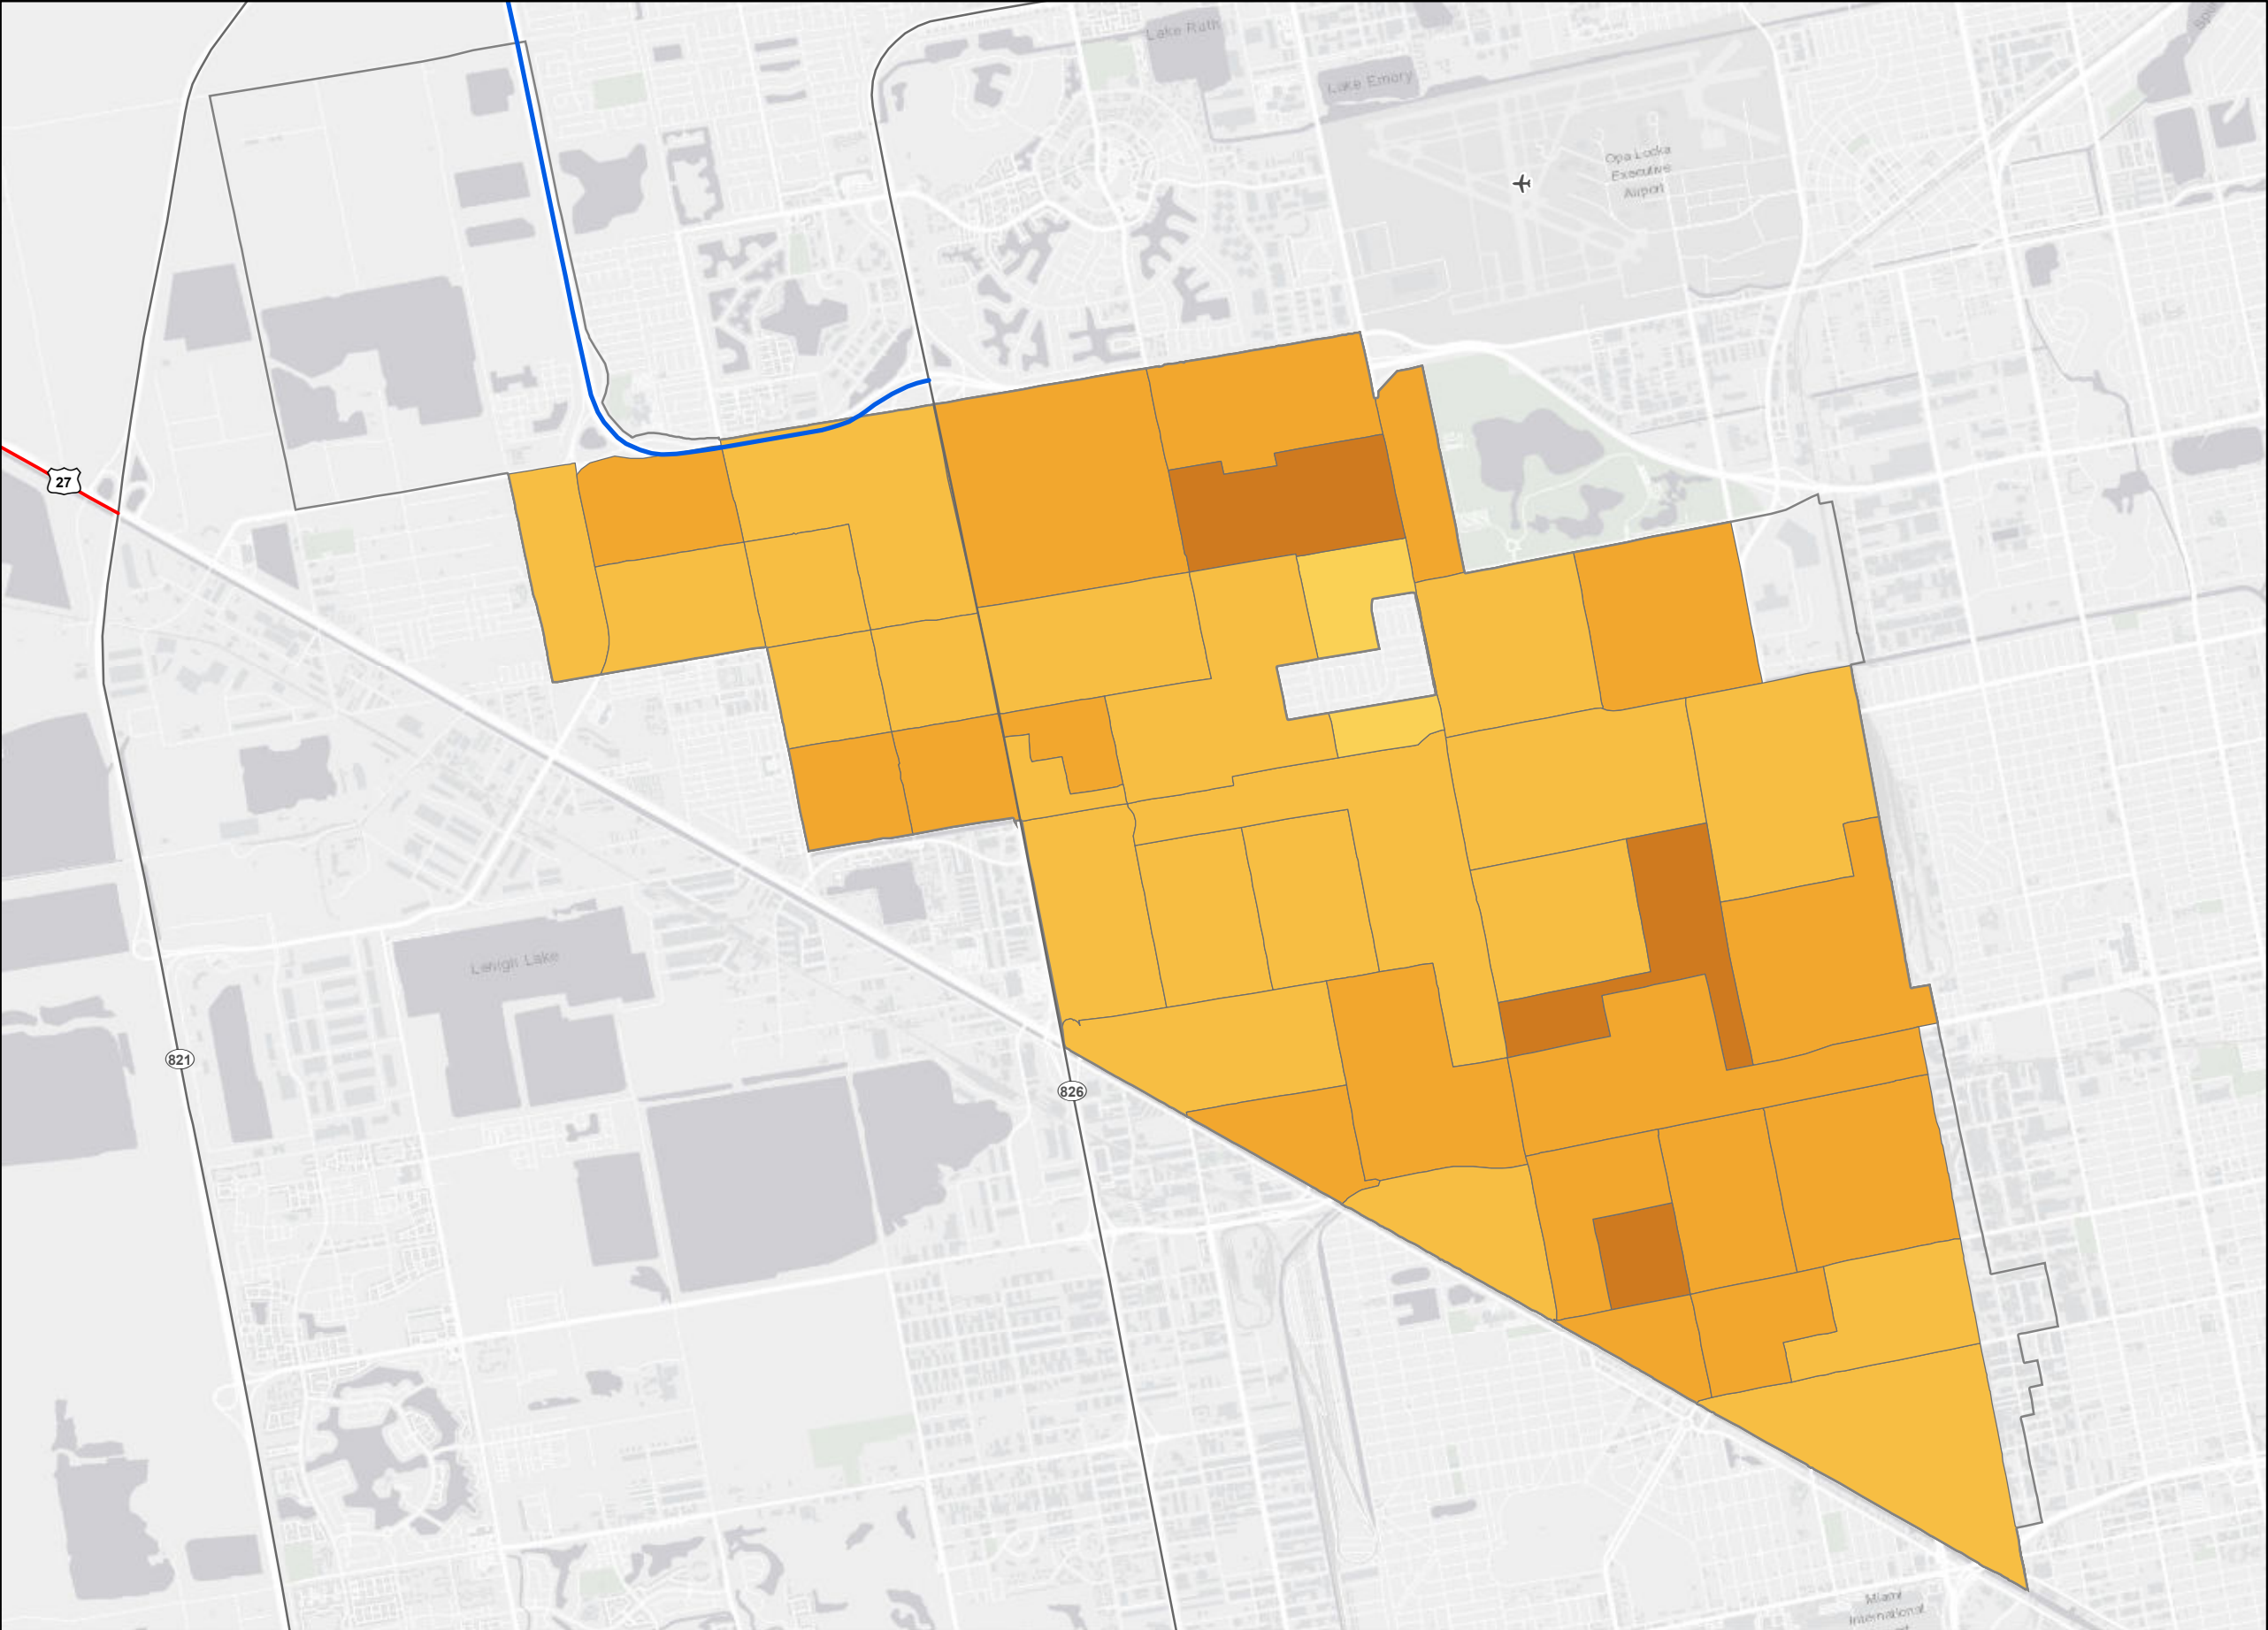 Lake Ruth
Lake Emory
Opa Locka
Executive
Airport
27
Lehigh Lake
821
826
Miami
International